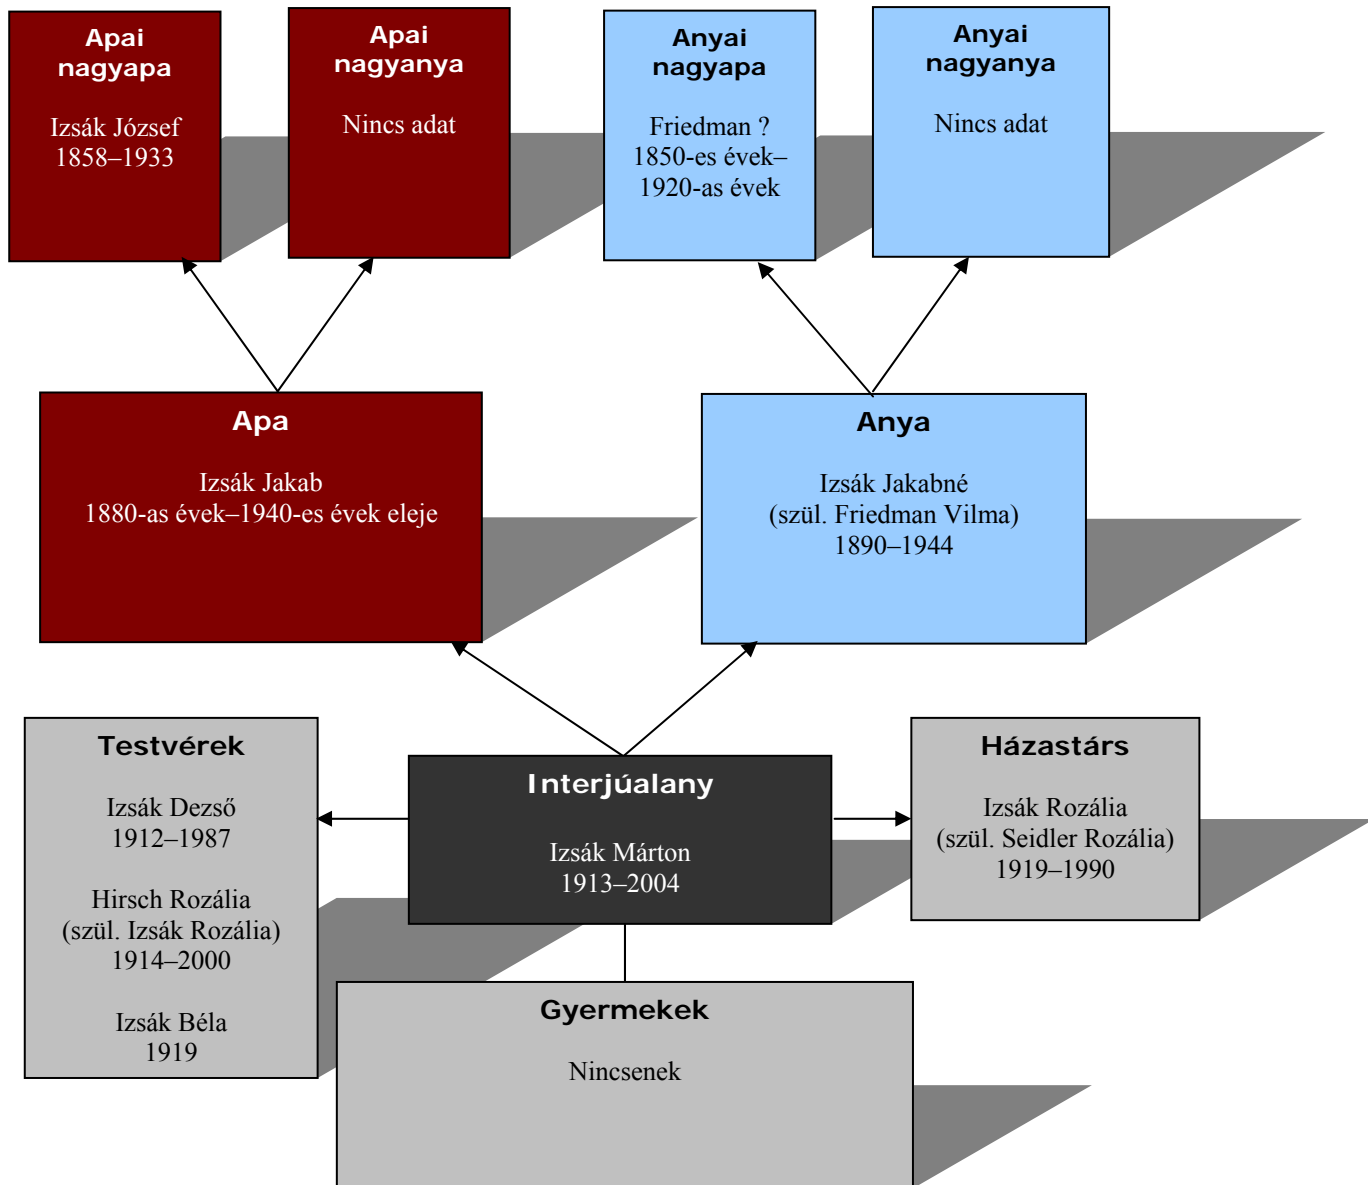 Apai
nagyapa
Izsák József
1858–1933
Apai
nagyanya
Nincs adat
Anyai
nagyapa
Friedman ?
1850-es évek–
1920-as évek
Anyai
nagyanya
Nincs adat
Apa
Izsák Jakab
1880-as évek–1940-es évek eleje
Anya
Izsák Jakabné
(szül. Friedman Vilma)
1890–1944
Testvérek
Izsák Dezső
1912–1987
Hirsch Rozália
(szül. Izsák Rozália)
1914–2000
Izsák Béla
1919
Interjúalany
Izsák Márton
1913–2004
Házastárs
Izsák Rozália
(szül. Seidler Rozália)
1919–1990
Gyermekek
Nincsenek